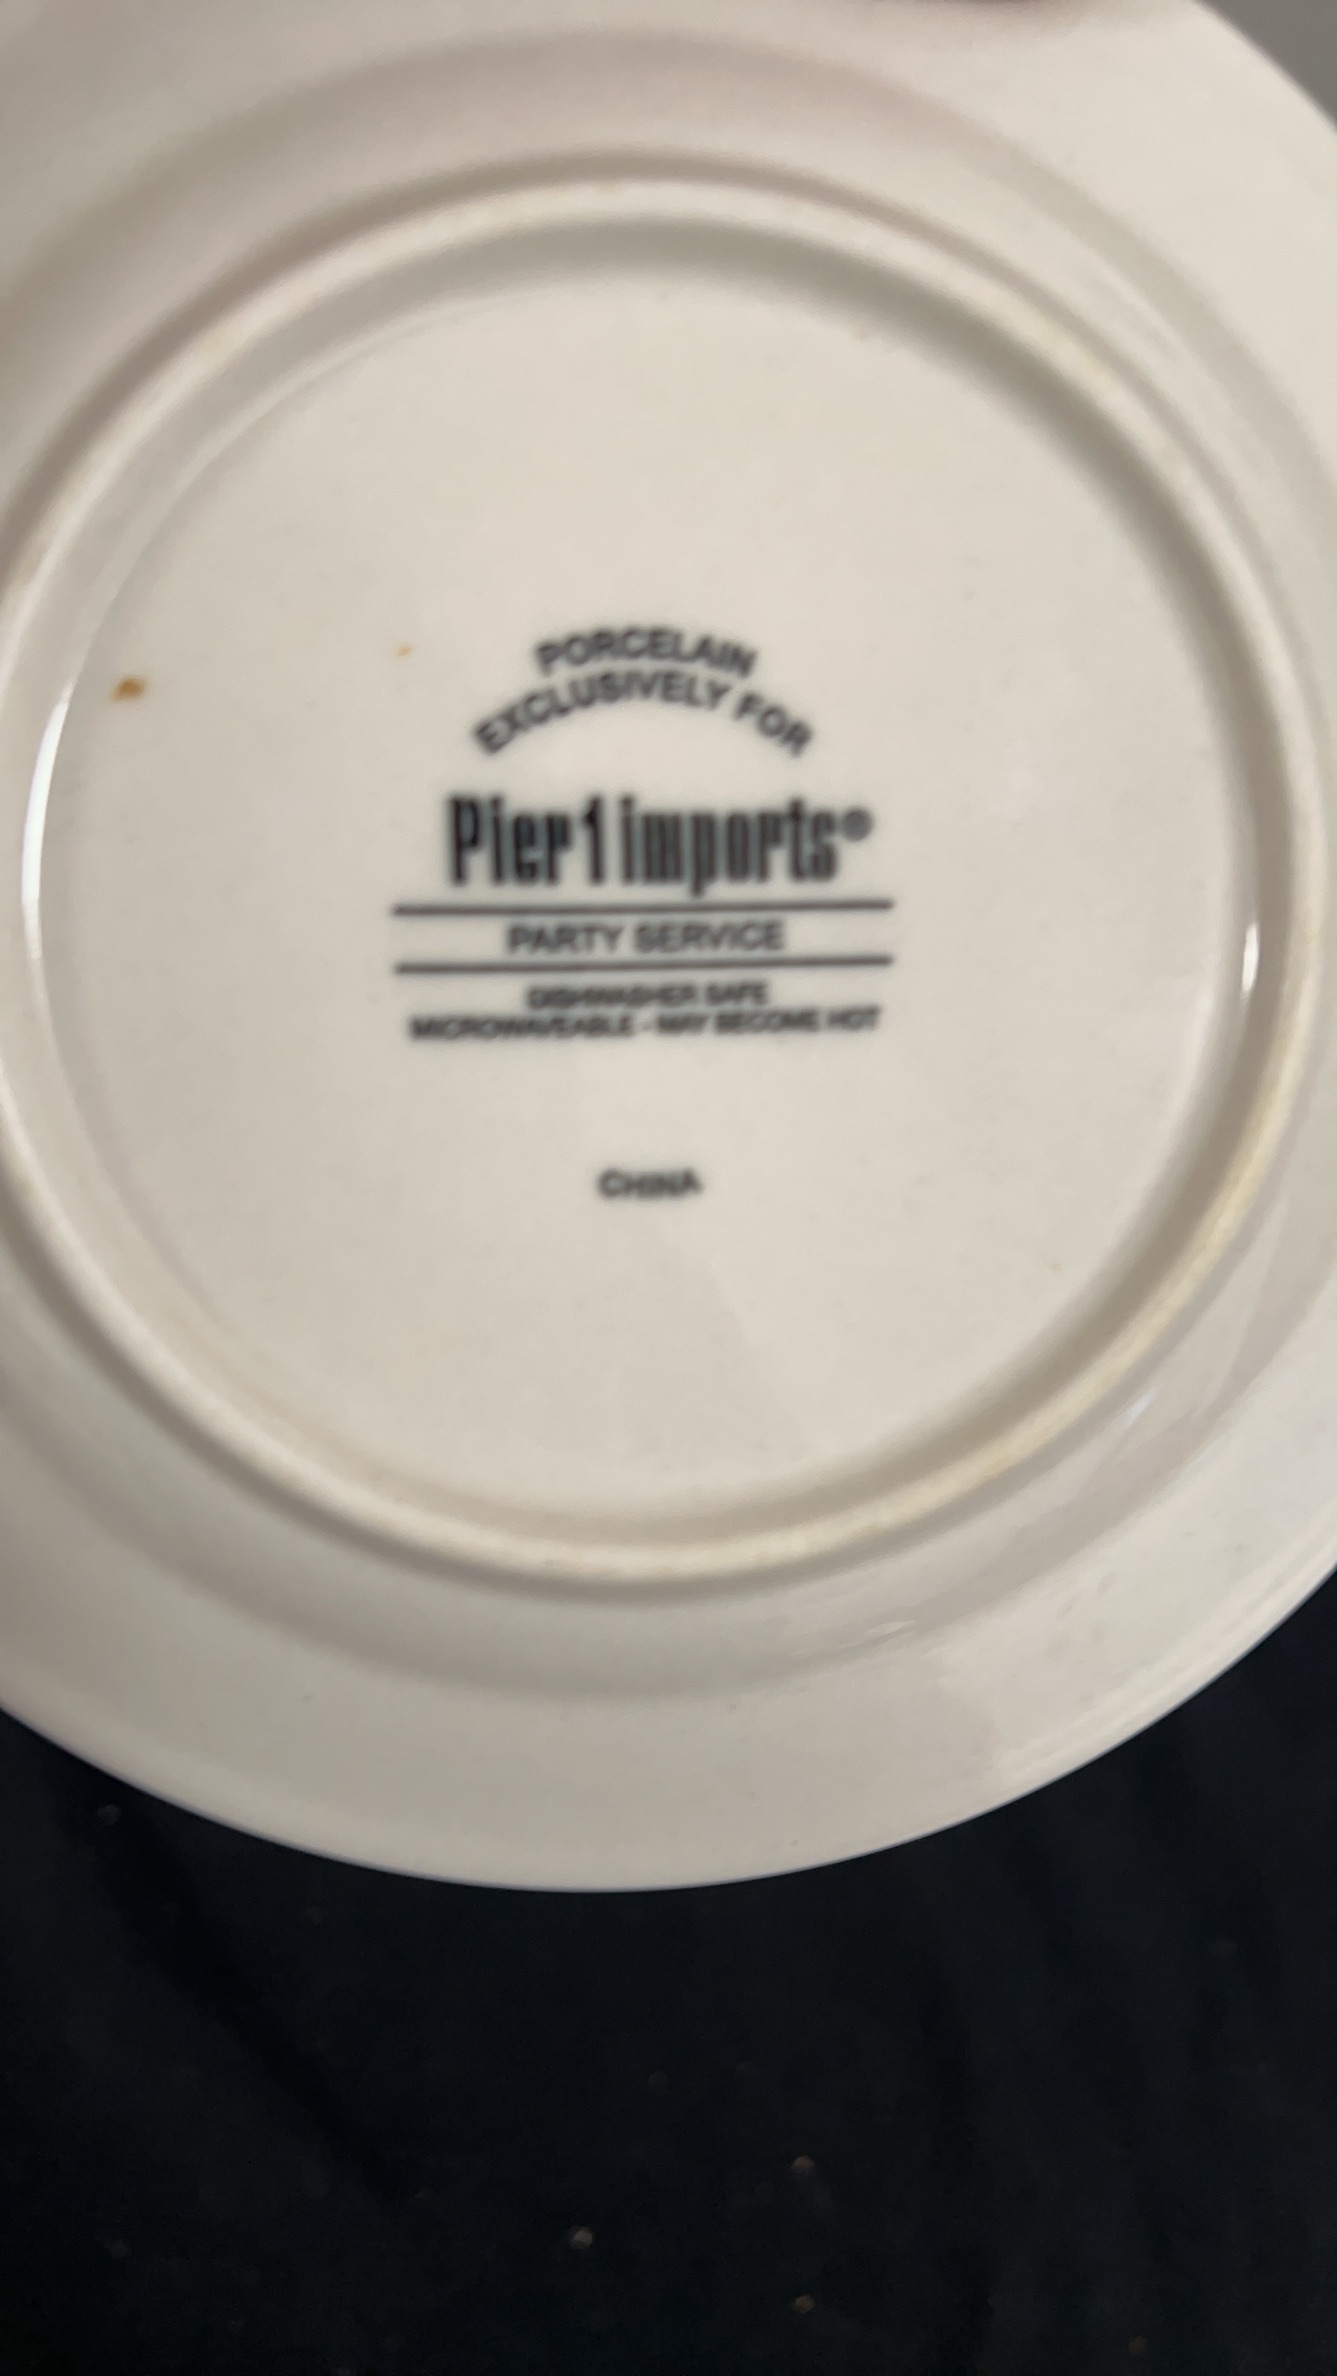 PORCELAIN
EXCLUSIVELY FOR
Pier 1 imports®
PARTY SERVICE
DISHWASHER SAFE
MICROWAVEABLE - MAY BECOME HOT
CHINA